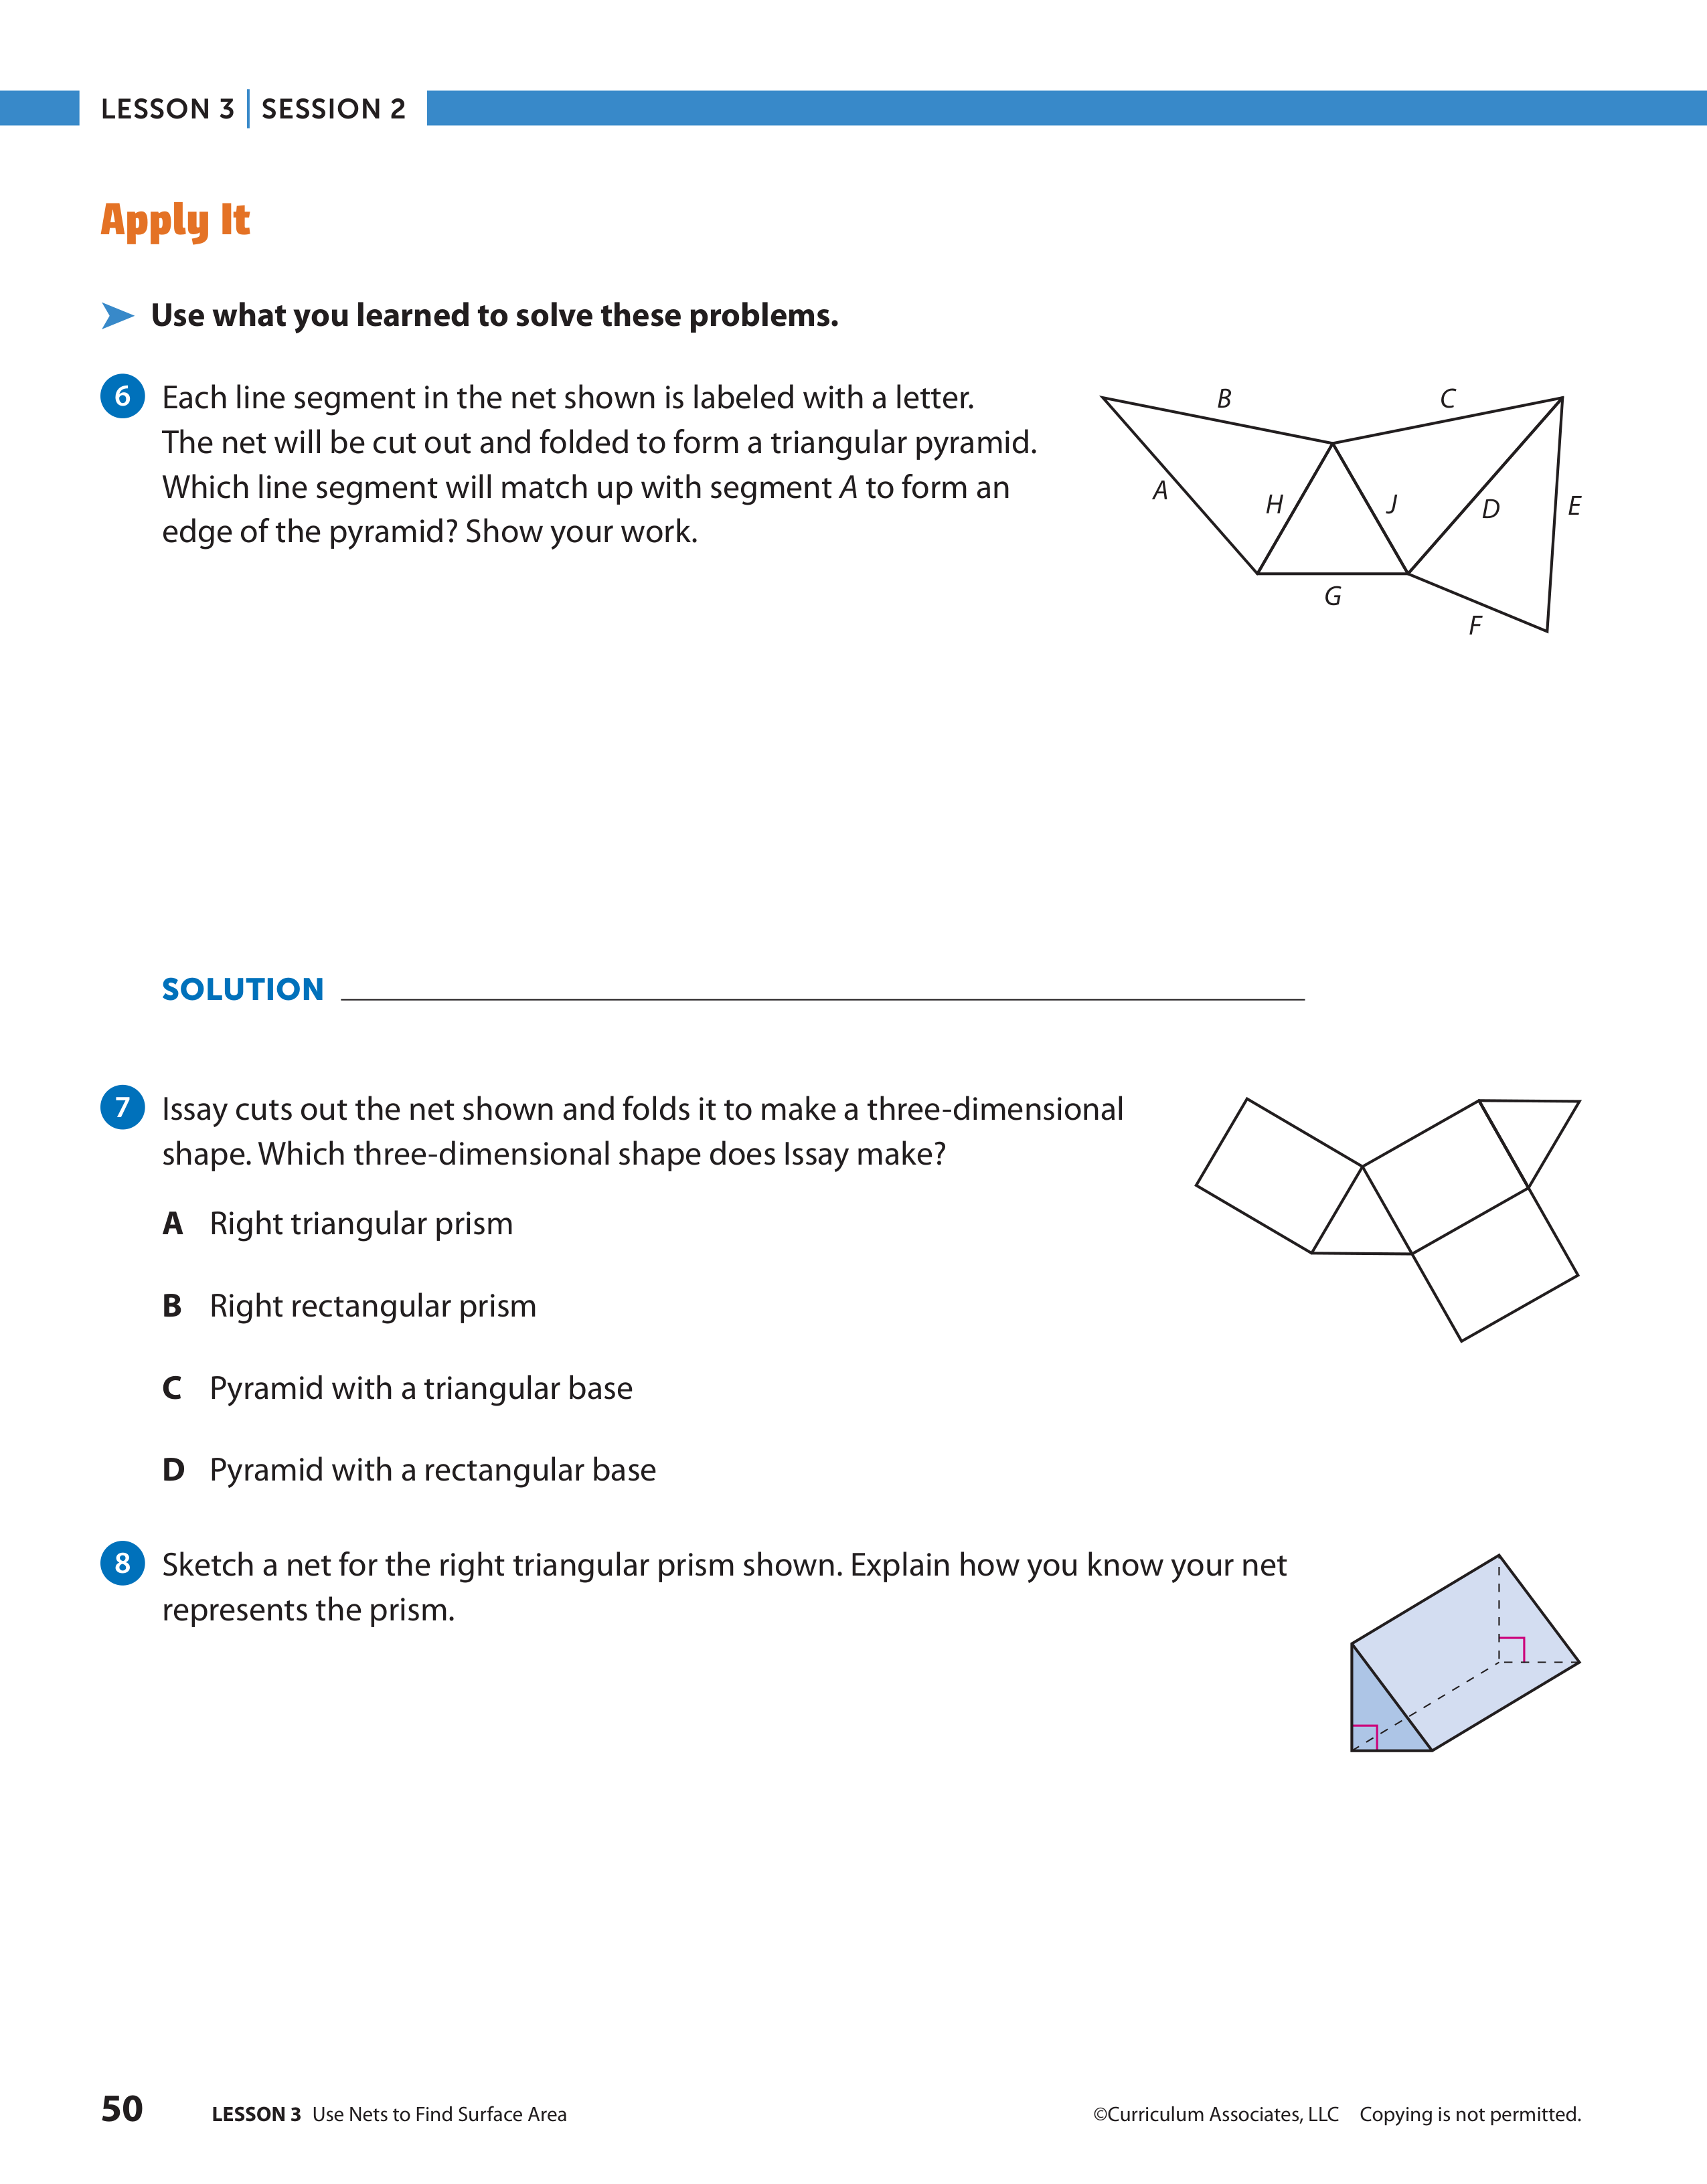 LESSON 3 | SESSION 2
Apply It
Use what you learned to solve these problems.
6 Each line segment in the net shown is labeled with a letter.
The net will be cut out and folded to form a triangular pyramid.
Which line segment will match up with segment A to form an
edge of the pyramid? Show your work.
B
C
A
H
J
D
E
G
F
SOLUTION
7 Issay cuts out the net shown and folds it to make a three-dimensional
shape. Which three-dimensional shape does Issay make?
A Right triangular prism
B Right rectangular prism
C Pyramid with a triangular base
D Pyramid with a rectangular base
8 Sketch a net for the right triangular prism shown. Explain how you know your net
represents the prism.
50 LESSON 3 Use Nets to Find Surface Area
©Curriculum Associates, LLC Copying is not permitted.